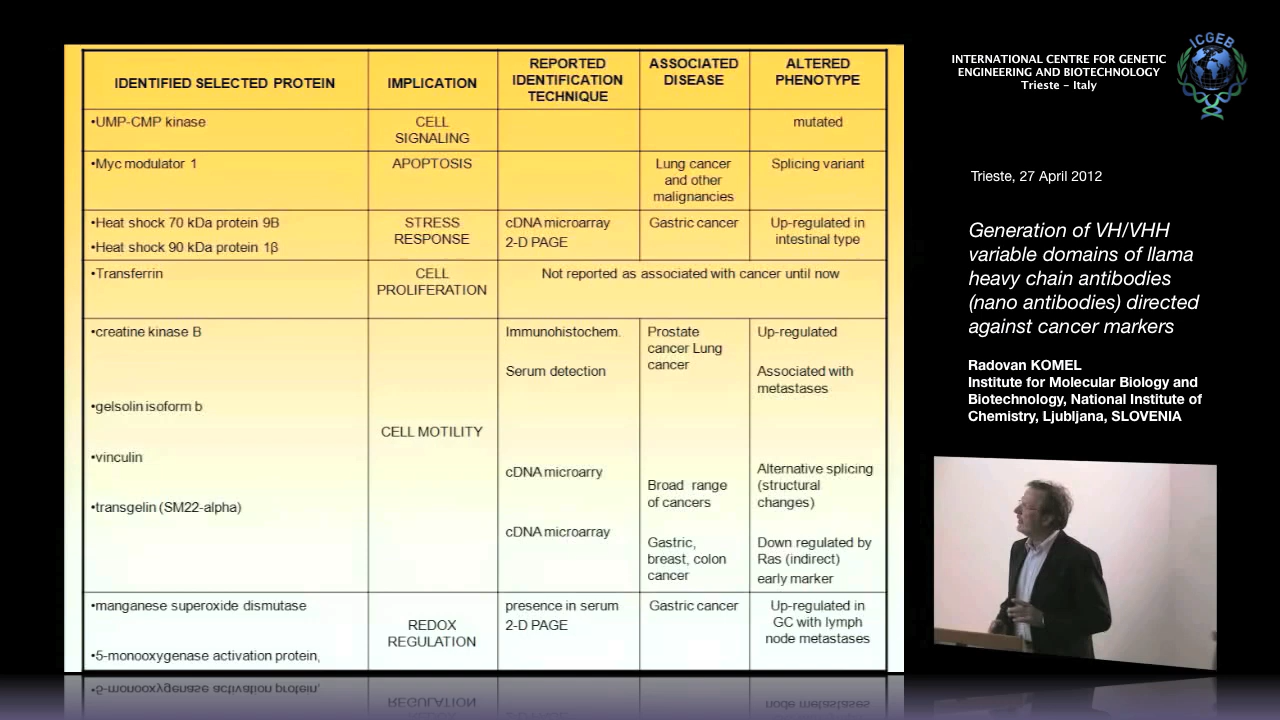 IDENTIFIED SELECTED PROTEIN
IMPLICATION
REPORTED
IDENTIFICATION
TECHNIQUE
ASSOCIATED
DISEASE
ALTERED
PHENOTYPE
•UMP-CMP kinase
CELL
SIGNALING
mutated
•Myc modulator 1
APOPTOSIS
Lung cancer
and other
malignancies
Splicing variant
•Heat shock 70 kDa protein 9B
•Heat shock 90 kDa protein 1β
STRESS
RESPONSE
cDNA microarray
2-D PAGE
Gastric cancer
Up-regulated in
intestinal type
•Transferrin
CELL
PROLIFERATION
Not reported as associated with cancer until now
•creatine kinase B
•gelsolin isoform b
•vinculin
•transgelin (SM22-alpha)
CELL MOTILITY
Immunohistochem.
Serum detection
cDNA microarry
cDNA microarray
Prostate
cancer Lung
cancer
Broad range
of cancers
Gastric,
breast, colon
cancer
Up-regulated
Associated with
metastases
Alternative splicing
(structural
changes)
Down regulated by
Ras (indirect)
early marker
•manganese superoxide dismutase
•5-monooxygenase activation protein,
REDOX
REGULATION
presence in serum
2-D PAGE
Gastric cancer
Up-regulated in
GC with lymph
node metastases
INTERNATIONAL CENTRE FOR GENETIC
ENGINEERING AND BIOTECHNOLOGY
Trieste - Italy
ICGEB
Trieste, 27 April 2012
Generation of VH/VHH
variable domains of llama
heavy chain antibodies
(nano antibodies) directed
against cancer markers
Radovan KOMEL
Institute for Molecular Biology and
Biotechnology, National Institute of
Chemistry, Ljubljana, SLOVENIA